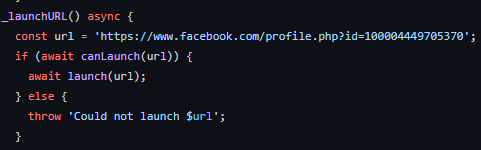 _launchURL() async {
const url = 'https://www.facebook.com/profile.php?id=100004449705370';
if (await canLaunch(url)) {
await launch(url);
} else {
throw 'Could not launch $url';
}